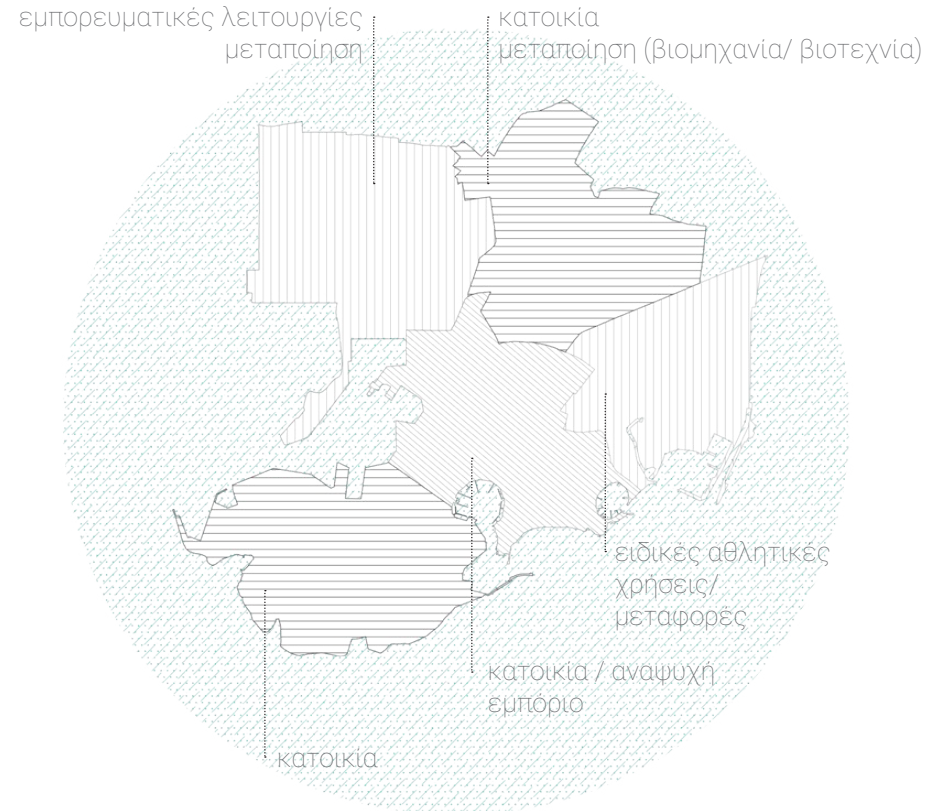 εμπορευματικές λειτουργίες
μεταποίηση
κατοικία
μεταποίηση (βιομηχανία/ βιοτεχνία)
ειδικές αθλητικές
χρήσεις/
μεταφορές
κατοικία / αναψυχή
εμπόριο
κατοικία